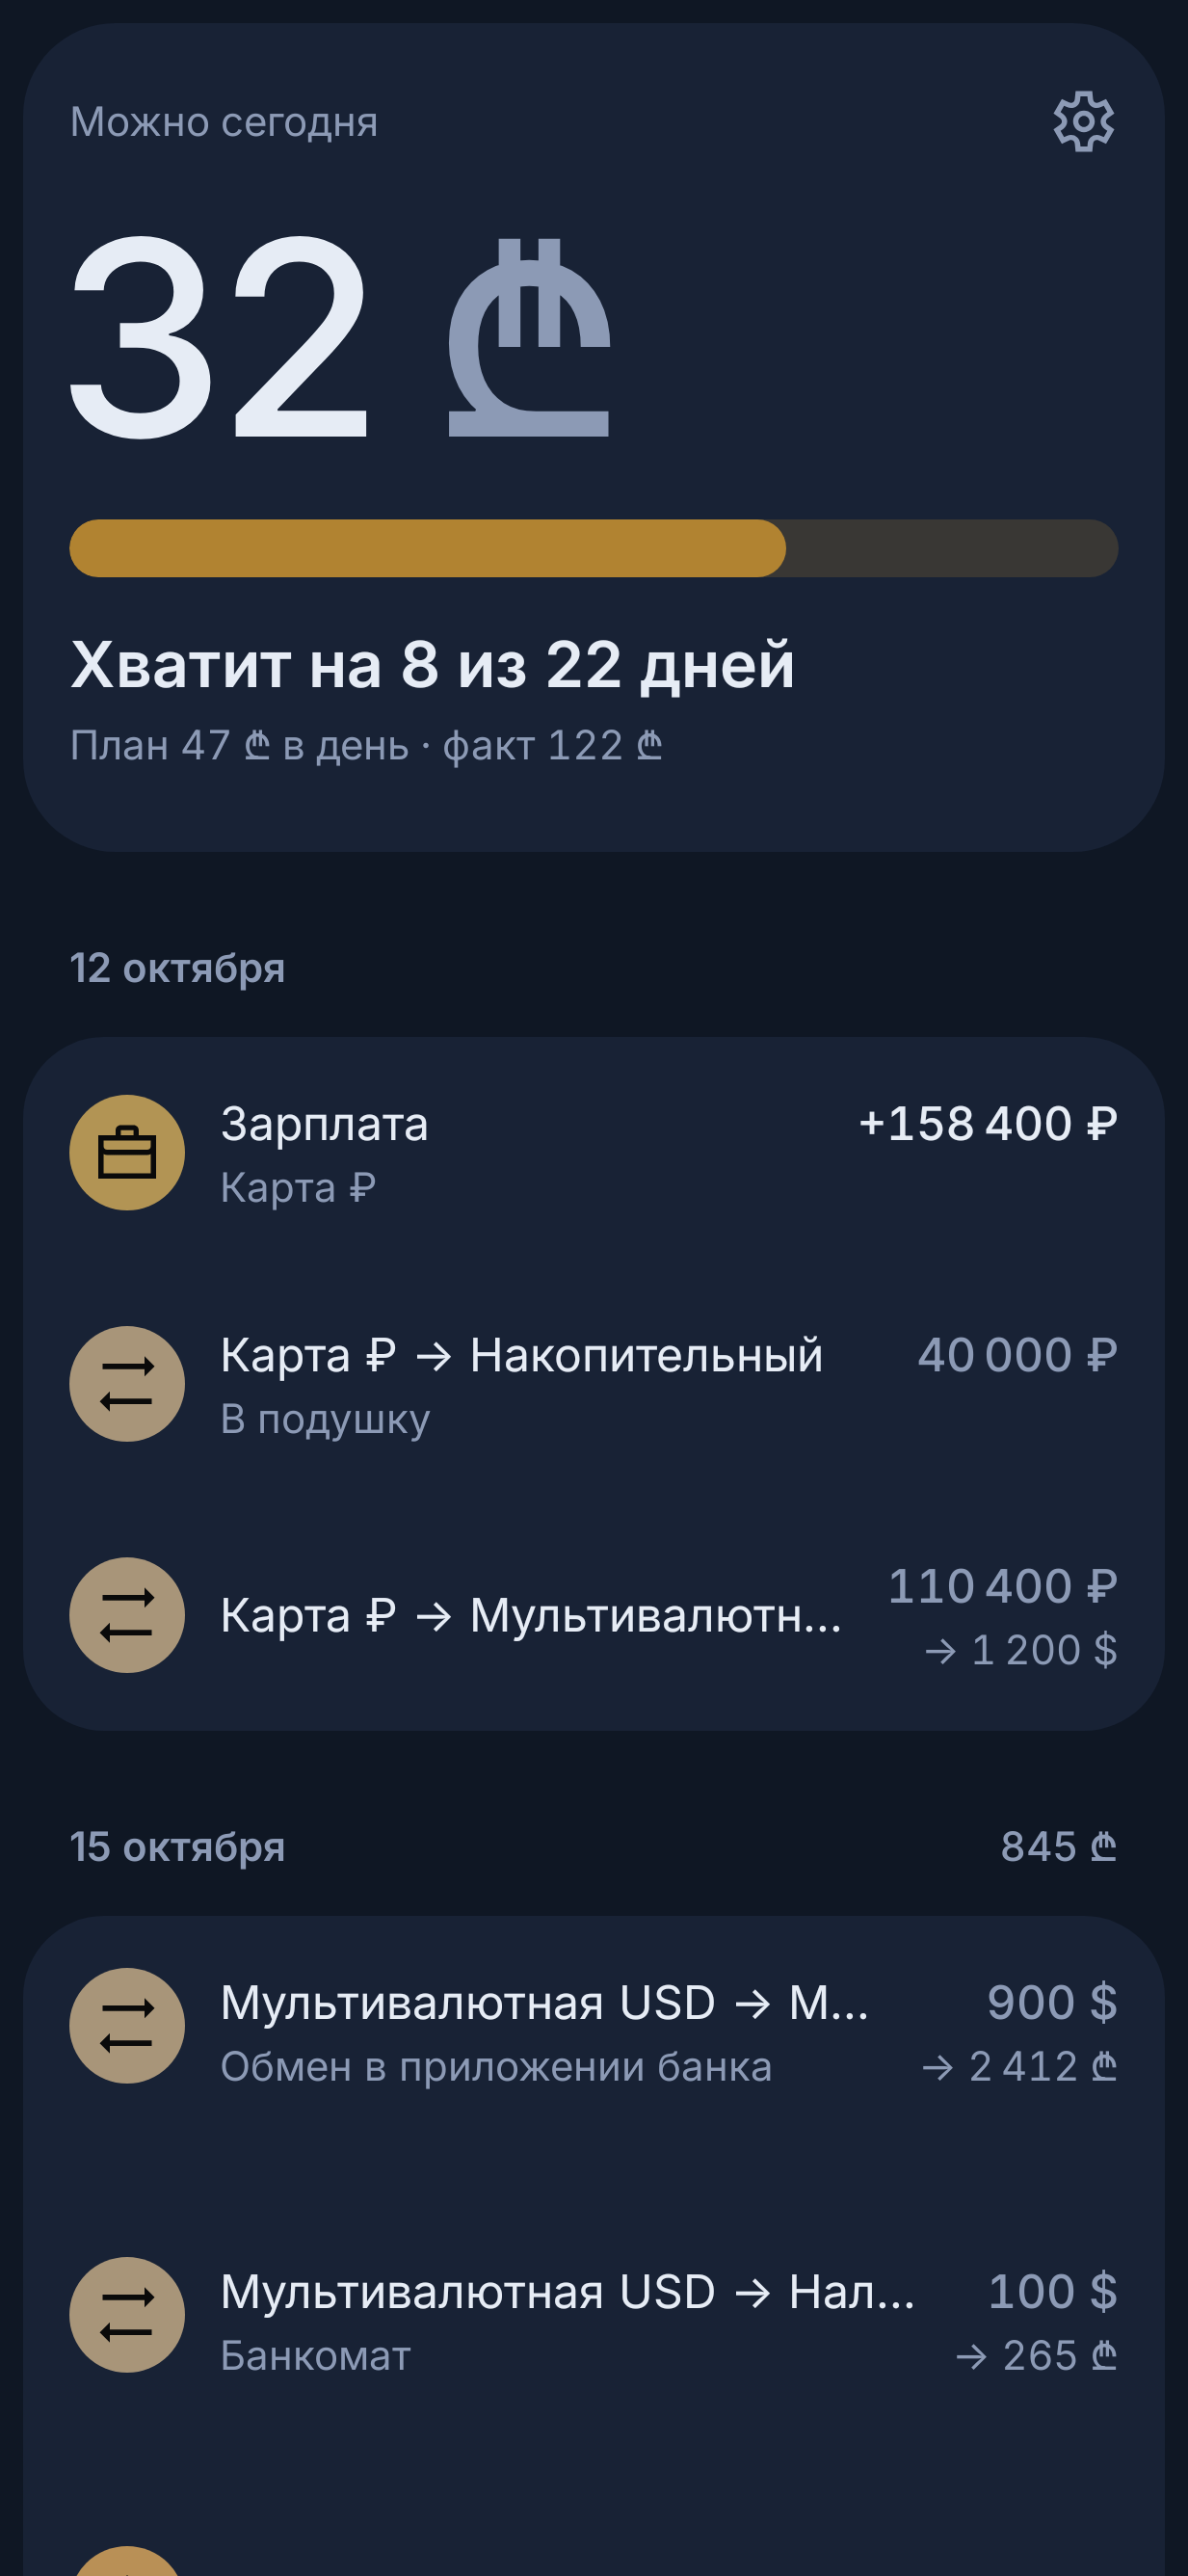 Можно сегодня
32 ₾
Хватит на 8 из 22 дней
План 47 ₾ в день · факт 122 ₾
12 октября
Зарплата
+158 400 ₽
Карта ₽
Карта ₽ → Накопительный
40 000 ₽
В подушку
Карта ₽ → Мультивалютн...
110 400 ₽
→ 1 200 $
15 октября
845 ₾
Мультивалютная USD → М...
900 $
Обмен в приложении банка
→ 2 412 ₾
Мультивалютная USD → Нал...
100 $
Банкомат
→ 265 ₾